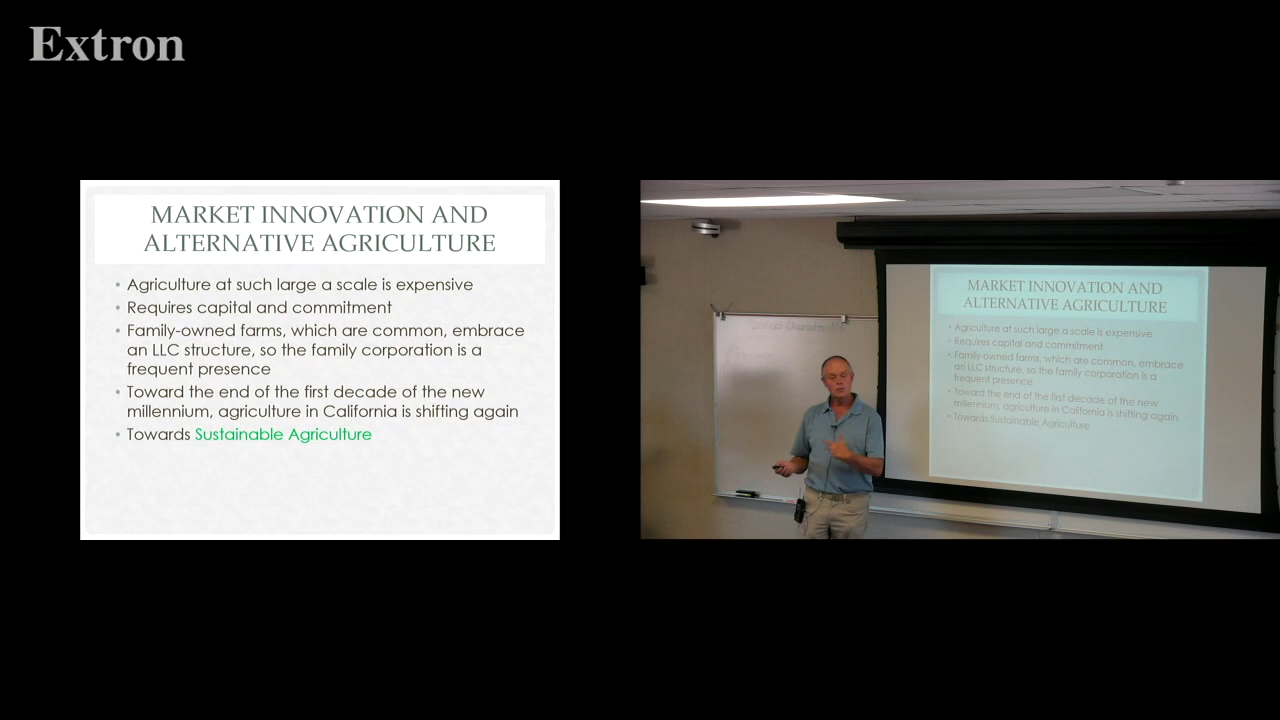 Extron
MARKET INNOVATION AND
ALTERNATIVE AGRICULTURE
• Agriculture at such large a scale is expensive
• Requires capital and commitment
• Family-owned farms, which are common, embrace
an LLC structure, so the family corporation is a
frequent presence
• Toward the end of the first decade of the new
millennium, agriculture in California is shifting again
• Towards Sustainable Agriculture
MARKET INNOVATION AND
ALTERNATIVE AGRICULTURE
• Agriculture at such large a scale is expensive
• Requires capital and commitment
• Family-owned farms, which are common, embrace
an LLC structure, so the family corporation is a
frequent presence
• Toward the end of the first decade of the new
millennium, agriculture in California is shifting again
• Towards Sustainable Agriculture